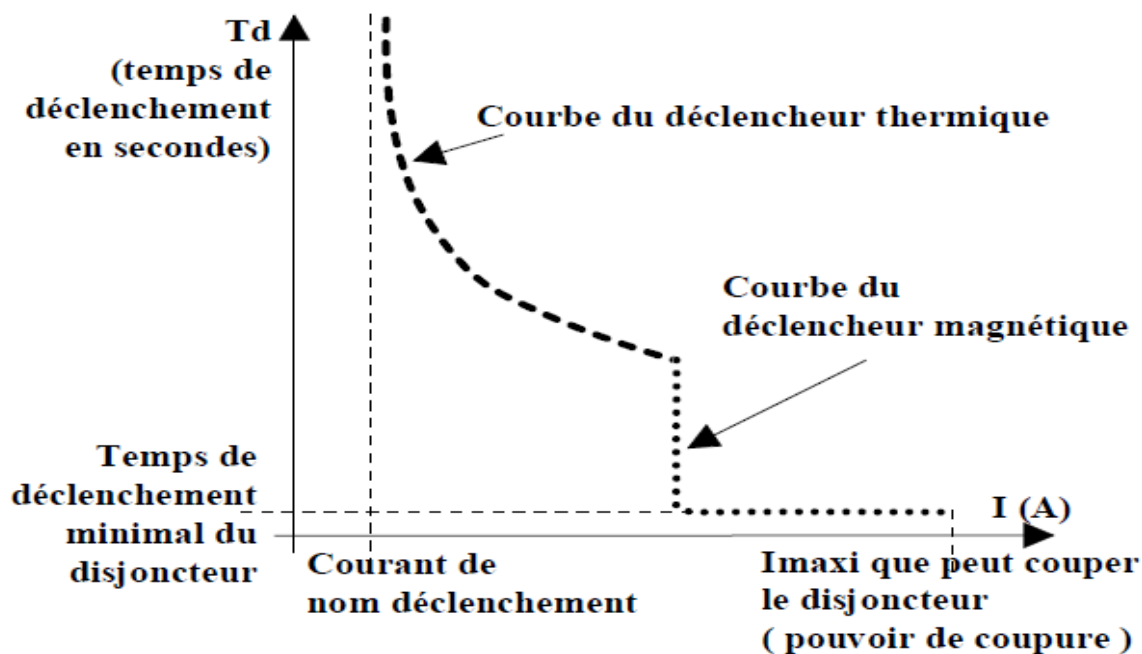 Td
(temps de
déclenchement
en secondes)
Courbe du déclencheur thermique
Courbe du
déclencheur magnétique
Temps de
déclenchement
minimal du
disjoncteur
I (A)
Courant de
nom déclenchement
Imaxi que peut couper
le disjoncteur
( pouvoir de coupure )